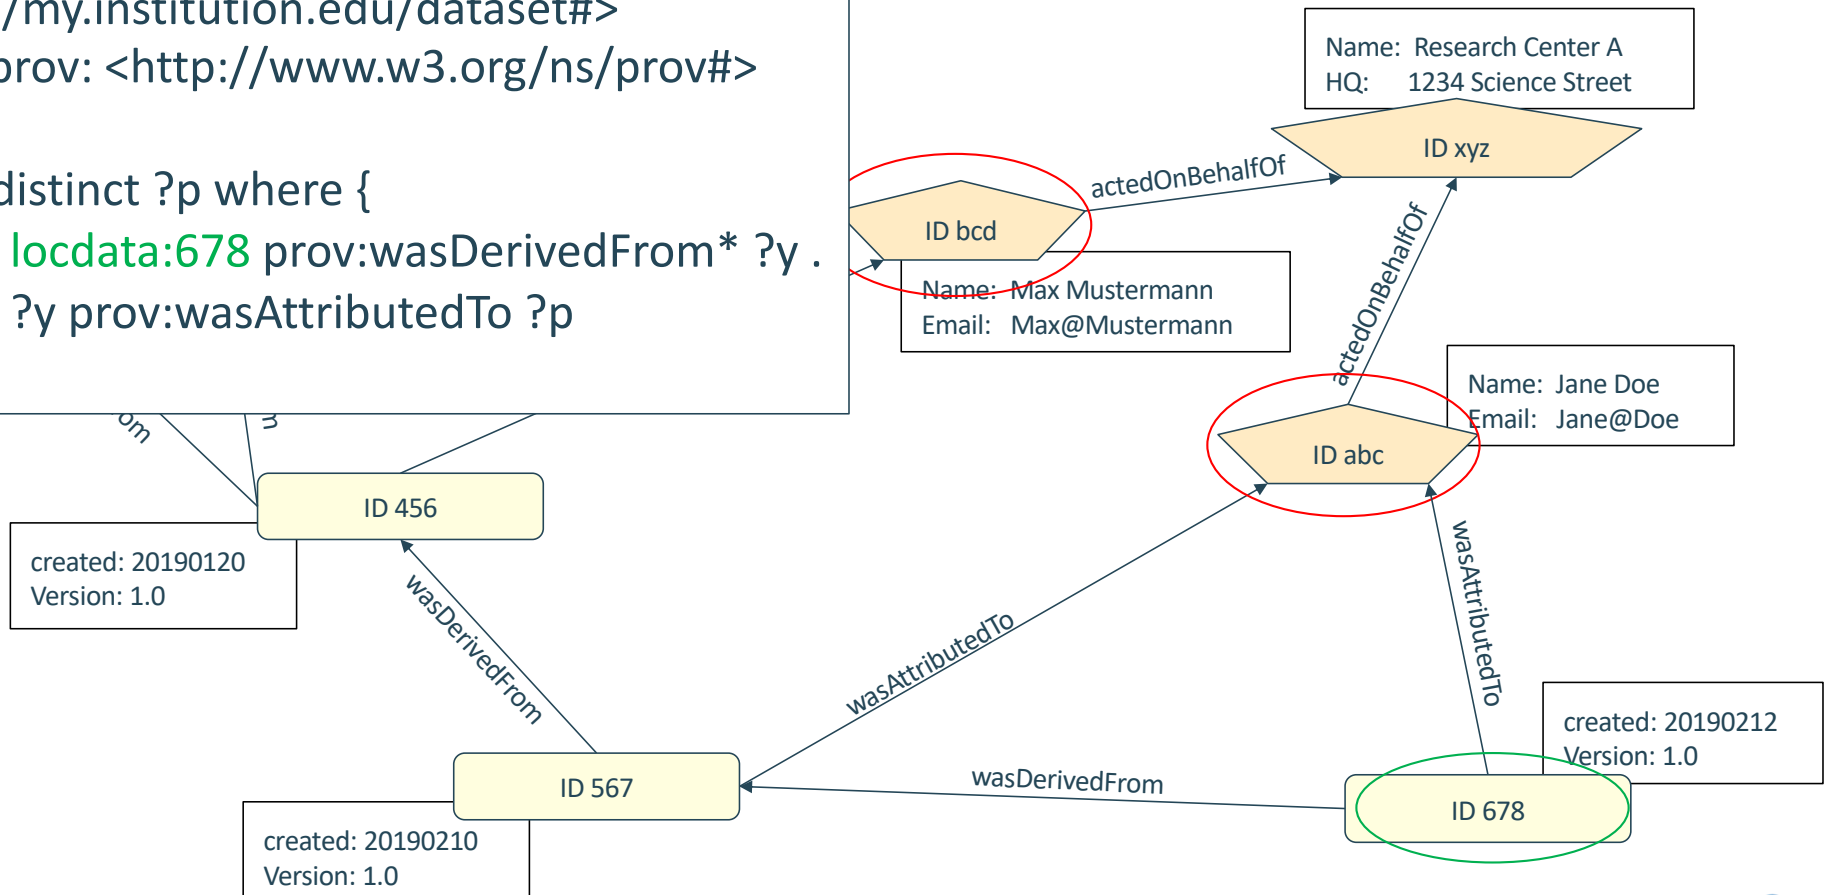 /my.institution.edu/dataset#>
prov: <http://www.w3.org/ns/prov#>
distinct ?p where {
locdata:678 prov:wasDerivedFrom* ?y .
?y prov:wasAttributedTo ?p
Name: Research Center A
HQ: 1234 Science Street
ID xyz
actedOnBehalfOf
ID bcd
Name: Max Mustermann
Email: Max@Mustermann
actedOnBehalfOf
Name: Jane Doe
Email: Jane@Doe
ID abc
om
m
ID 456
created: 20190120
Version: 1.0
wasDerivedFrom
wasAttributedTo
wasAttributedTo
ID 567
created: 20190210
Version: 1.0
wasDerivedFrom
created: 20190212
Version: 1.0
ID 678